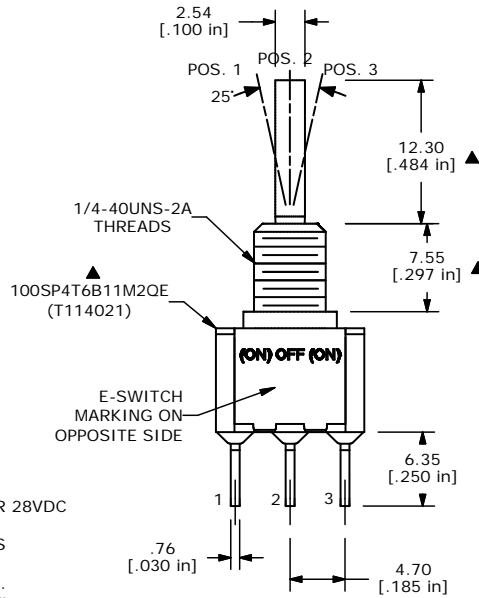 2.54
[.100 in]
POS. 1
POS. 2
POS. 3
25°
12.30
[.484 in]
1/4-40UNS-2A
THREADS
7.55
[.297 in]
100SP4T6B11M2QE
(T114021)
(ON) OFF (ON)
E-SWITCH
MARKING ON
OPPOSITE SIDE
6.35
[.250 in]
1
2
3
R 28VDC
S
.76
[.030 in]
4.70
[.185 in]